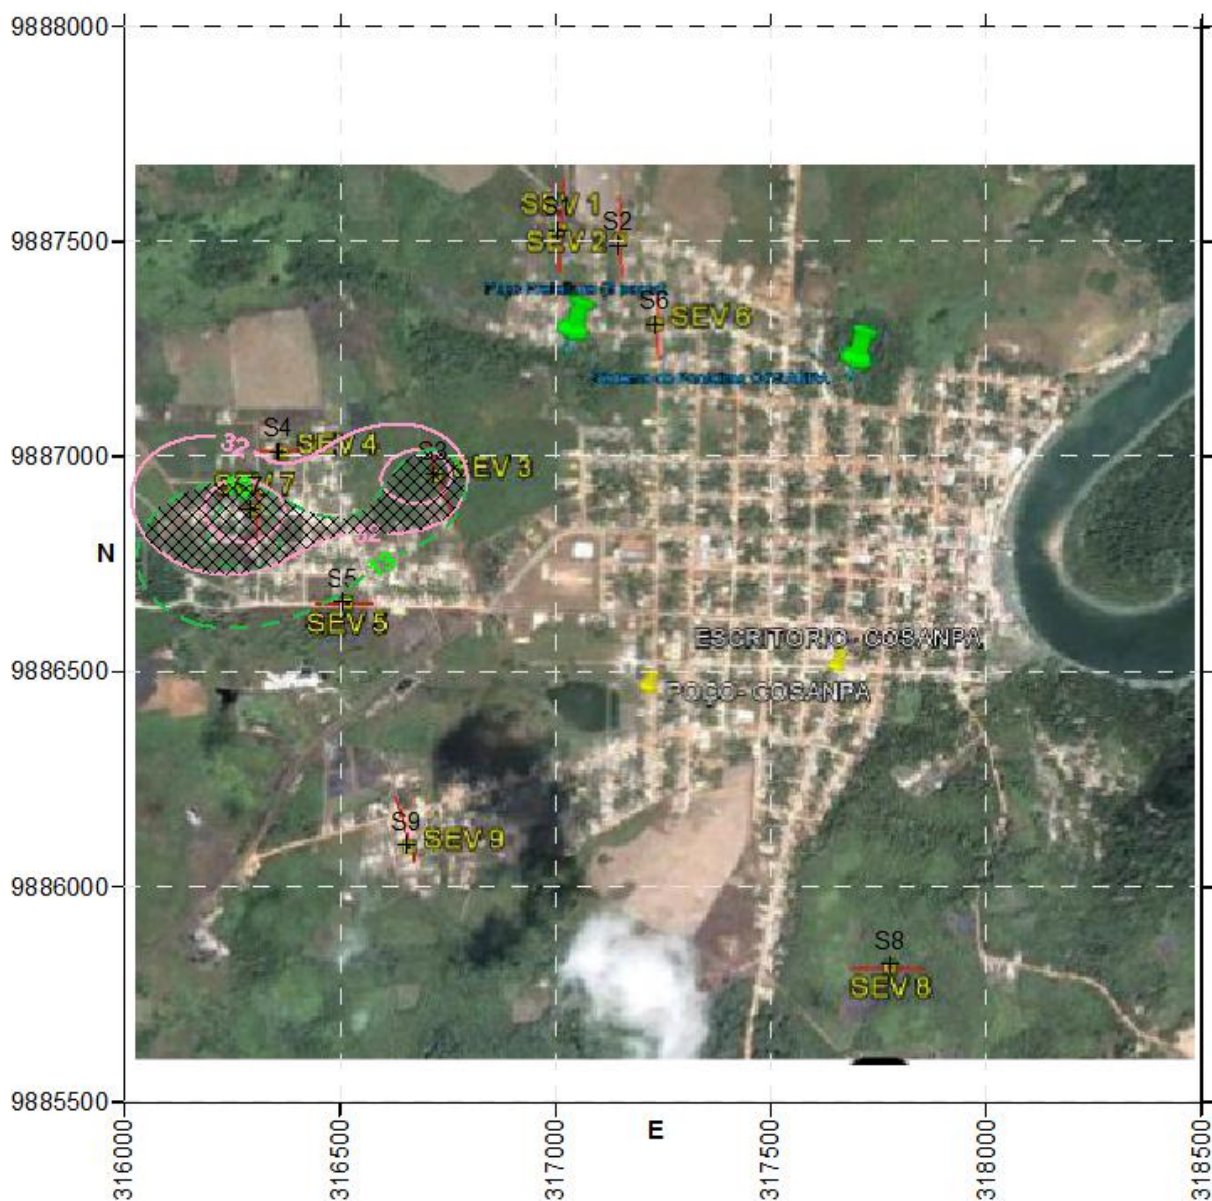 9888000
SEV 1
S2
9887500
SEV 2
S6
SEV 6
S4
SEV 4
32
S3
SEV 3
9887000
SEV 7
N
32
13
S5
SEV 5
ESCRITORIO- COSANPA
9886500
POÇO- COSANPA
S9
SEV 9
9886000
S8
SEV 8
9885500
316000
316500
317000
E
317500
318000
318500